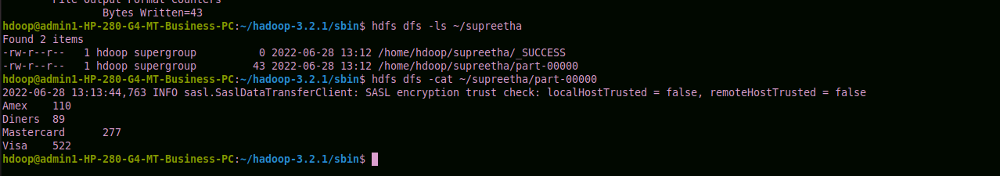 File Output Format Counters
Bytes Written=43
hdoop@admin1-HP-280-G4-MT-Business-PC:~/hadoop-3.2.1/sbin$ hdfs dfs -ls ~/supreetha
Found 2 items
-rw-r--r--   1 hdoop supergroup          0 2022-06-28 13:12 /home/hdoop/supreetha/_SUCCESS
-rw-r--r--   1 hdoop supergroup         43 2022-06-28 13:12 /home/hdoop/supreetha/part-00000
hdoop@admin1-HP-280-G4-MT-Business-PC:~/hadoop-3.2.1/sbin$ hdfs dfs -cat ~/supreetha/part-00000
2022-06-28 13:13:44,763 INFO sasl.SaslDataTransferClient: SASL encryption trust check: localHostTrusted = false, remoteHostTrusted = false
Amex    110
Diners  89
Mastercard      277
Visa    522
hdoop@admin1-HP-280-G4-MT-Business-PC:~/hadoop-3.2.1/sbin$